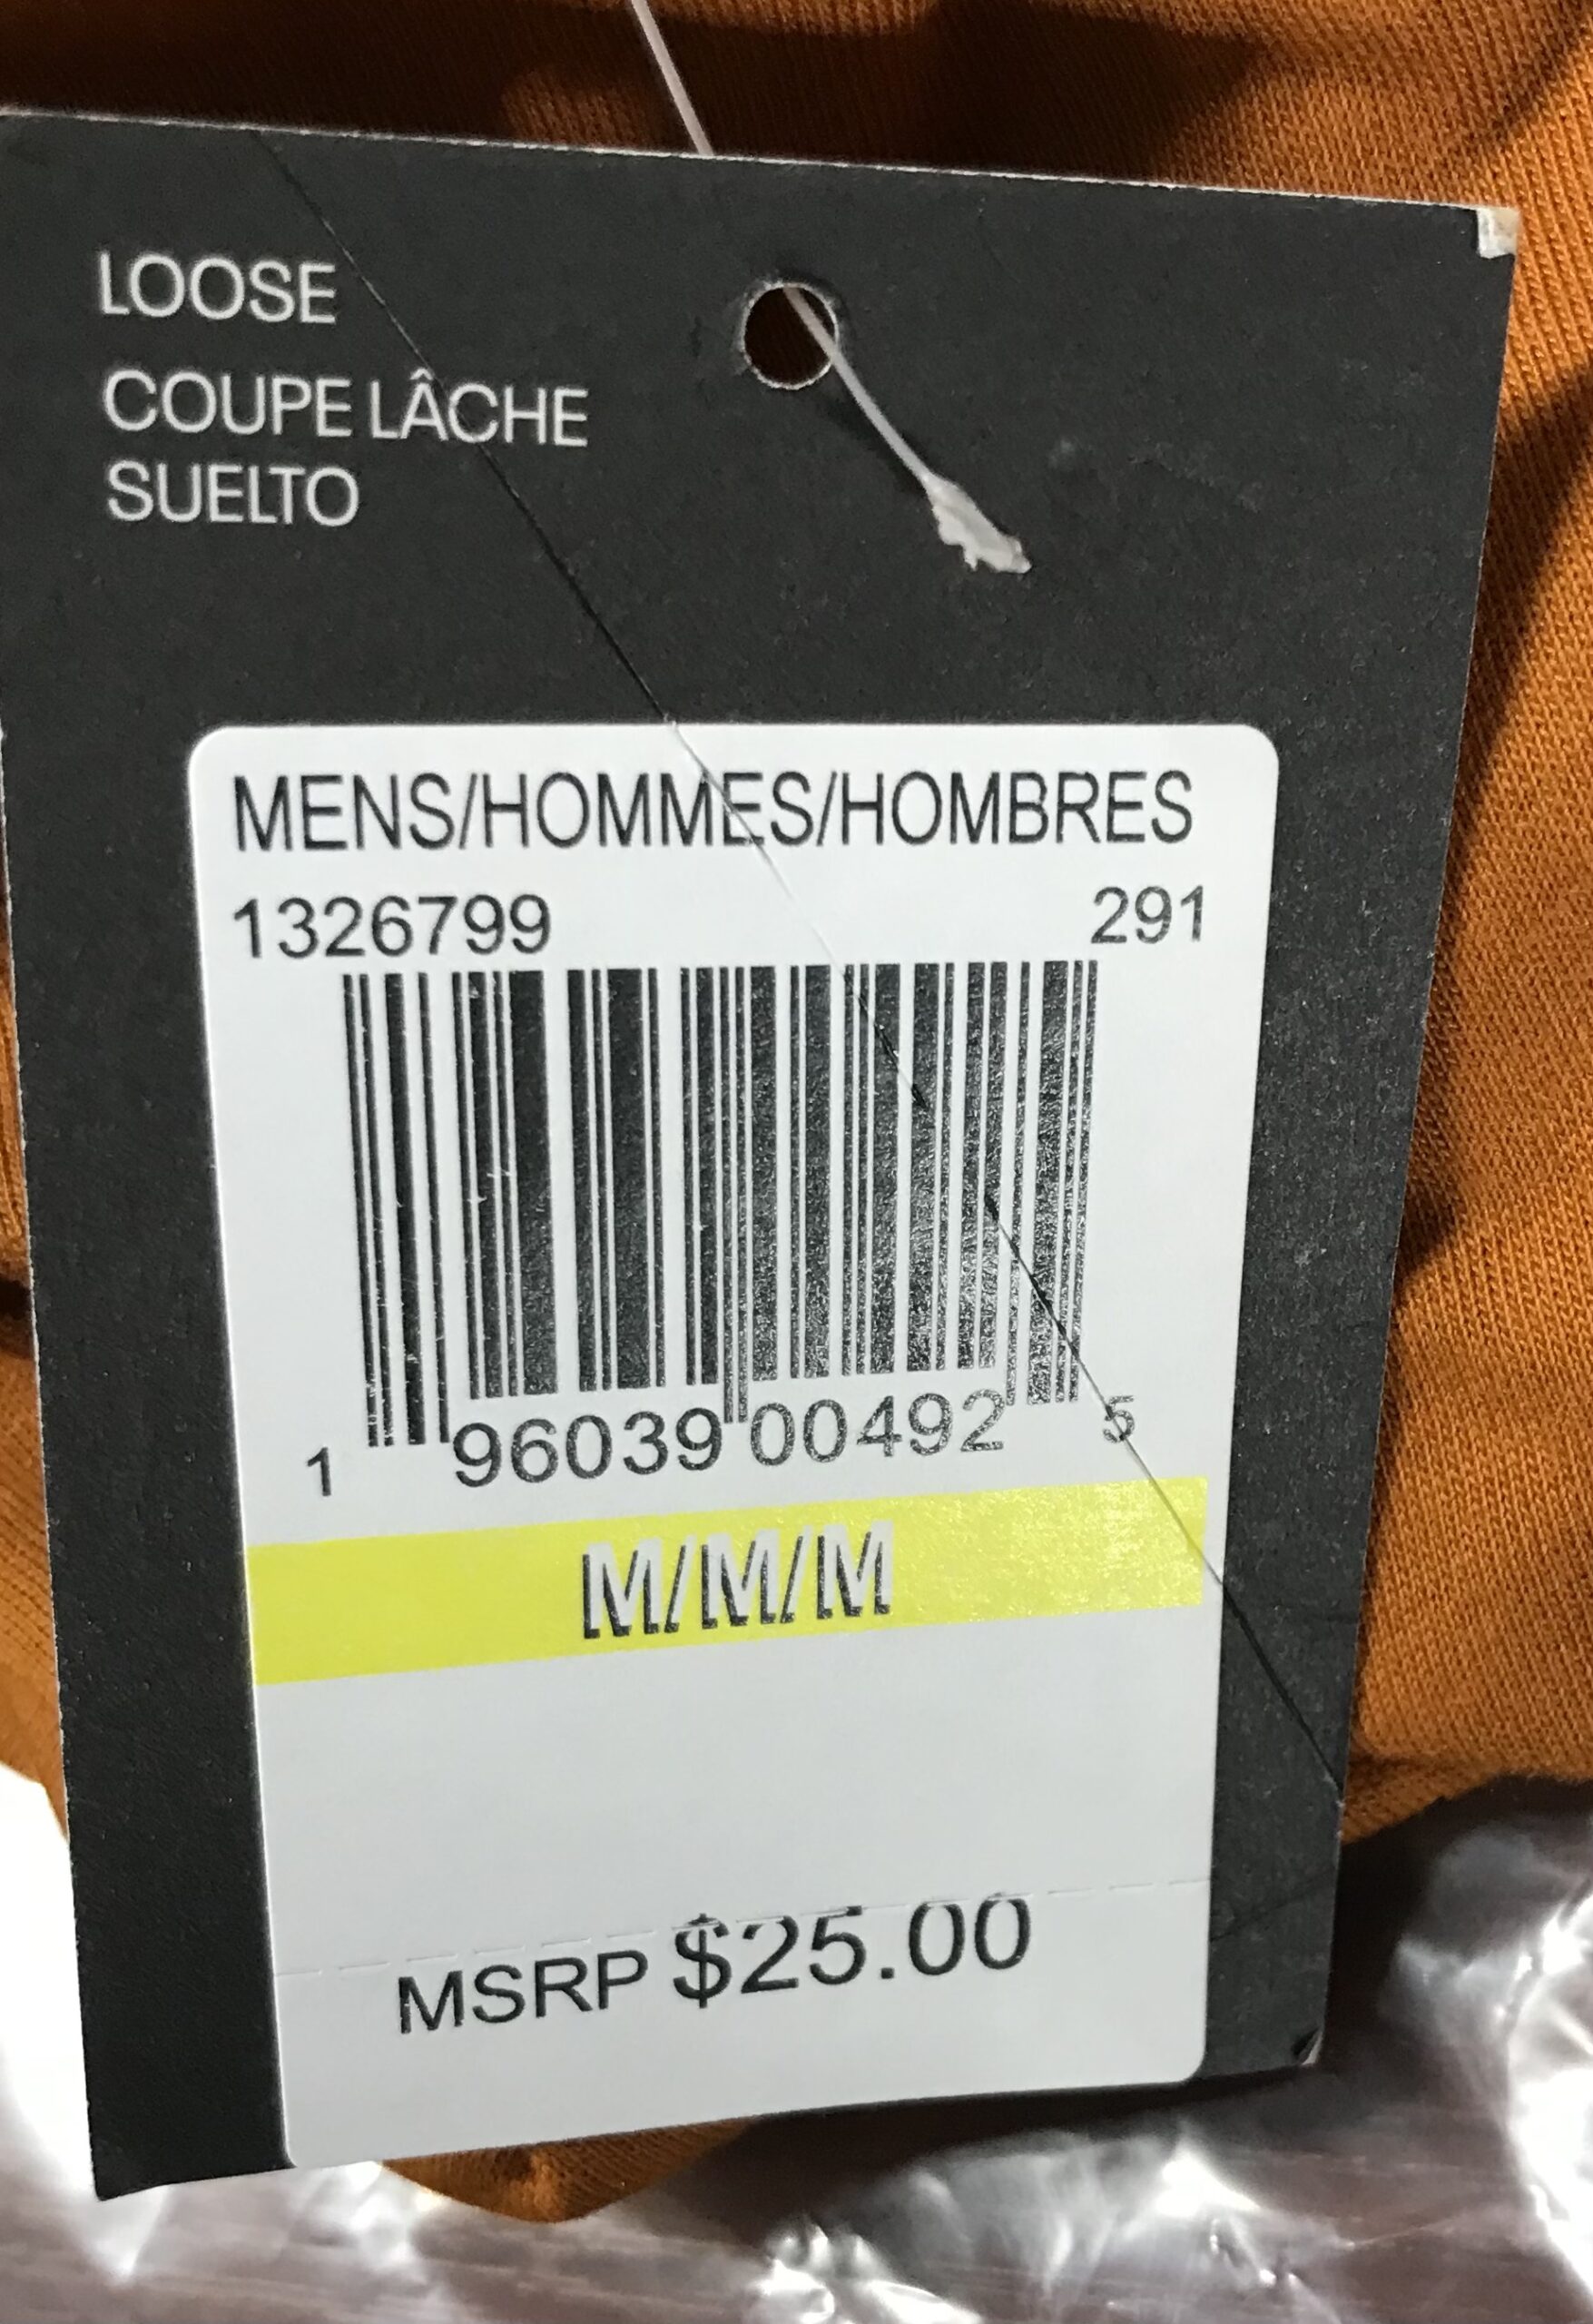 LOOSE
COUPE LÂCHE
SUELTO
MENS/HOMMES/HOMBRES
1326799 291
1 96039 00492 5
M/M/M
MSRP $25.00